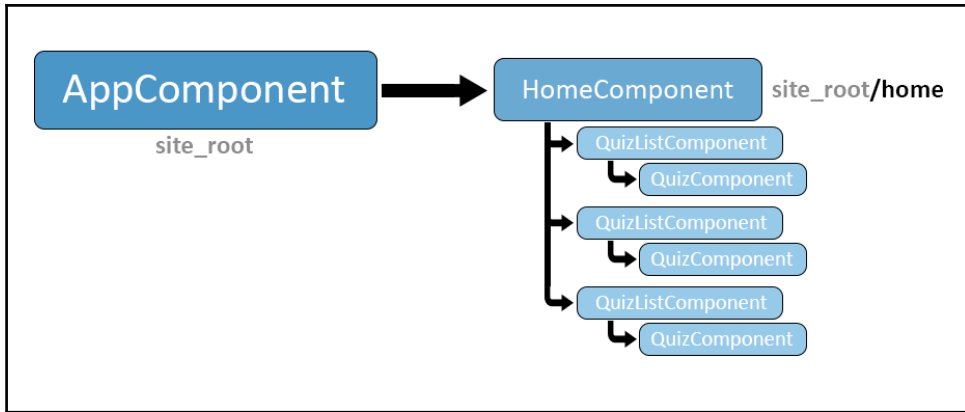 AppComponent
site_root
HomeComponent
site_root/home
QuizListComponent
QuizComponent
QuizListComponent
QuizComponent
QuizListComponent
QuizComponent